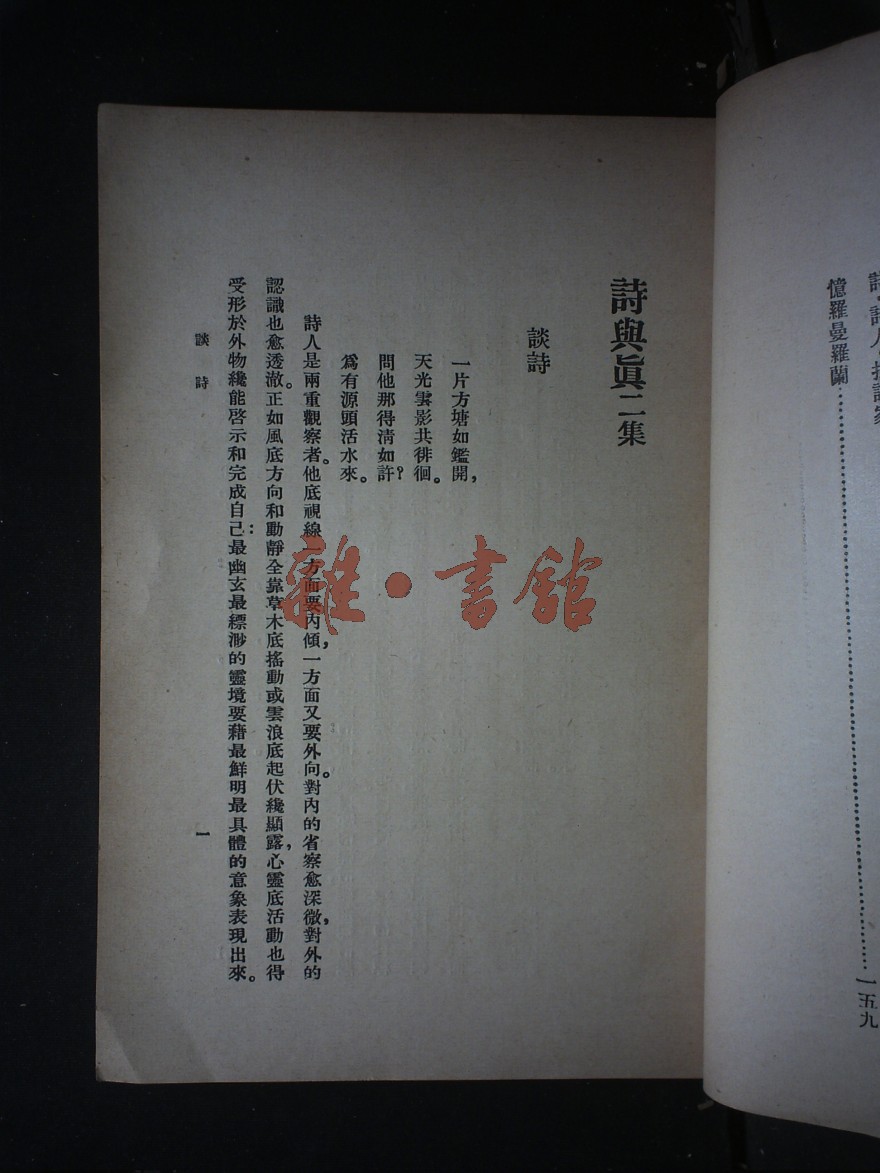 詩與眞二集
談詩
一片方塘如鑑開，
天光雲影共徘徊。
問他那得淸如許？
爲有源頭活水來。
詩人是兩重觀察者。他底視線一方面要內傾，一方面又要外向。對內的省察愈深微，對外的
認識也愈透澈。正如風底方向和動靜全靠草木底搖動或雲浪底起伏纔顯露，心靈底活動也得
受形於外物纔能啓示和完成自己：最幽玄最縹渺的靈境要藉最鮮明最具體的意象表現出來。
談詩
一
雜·書館
憶羅曼羅蘭……………………一五九